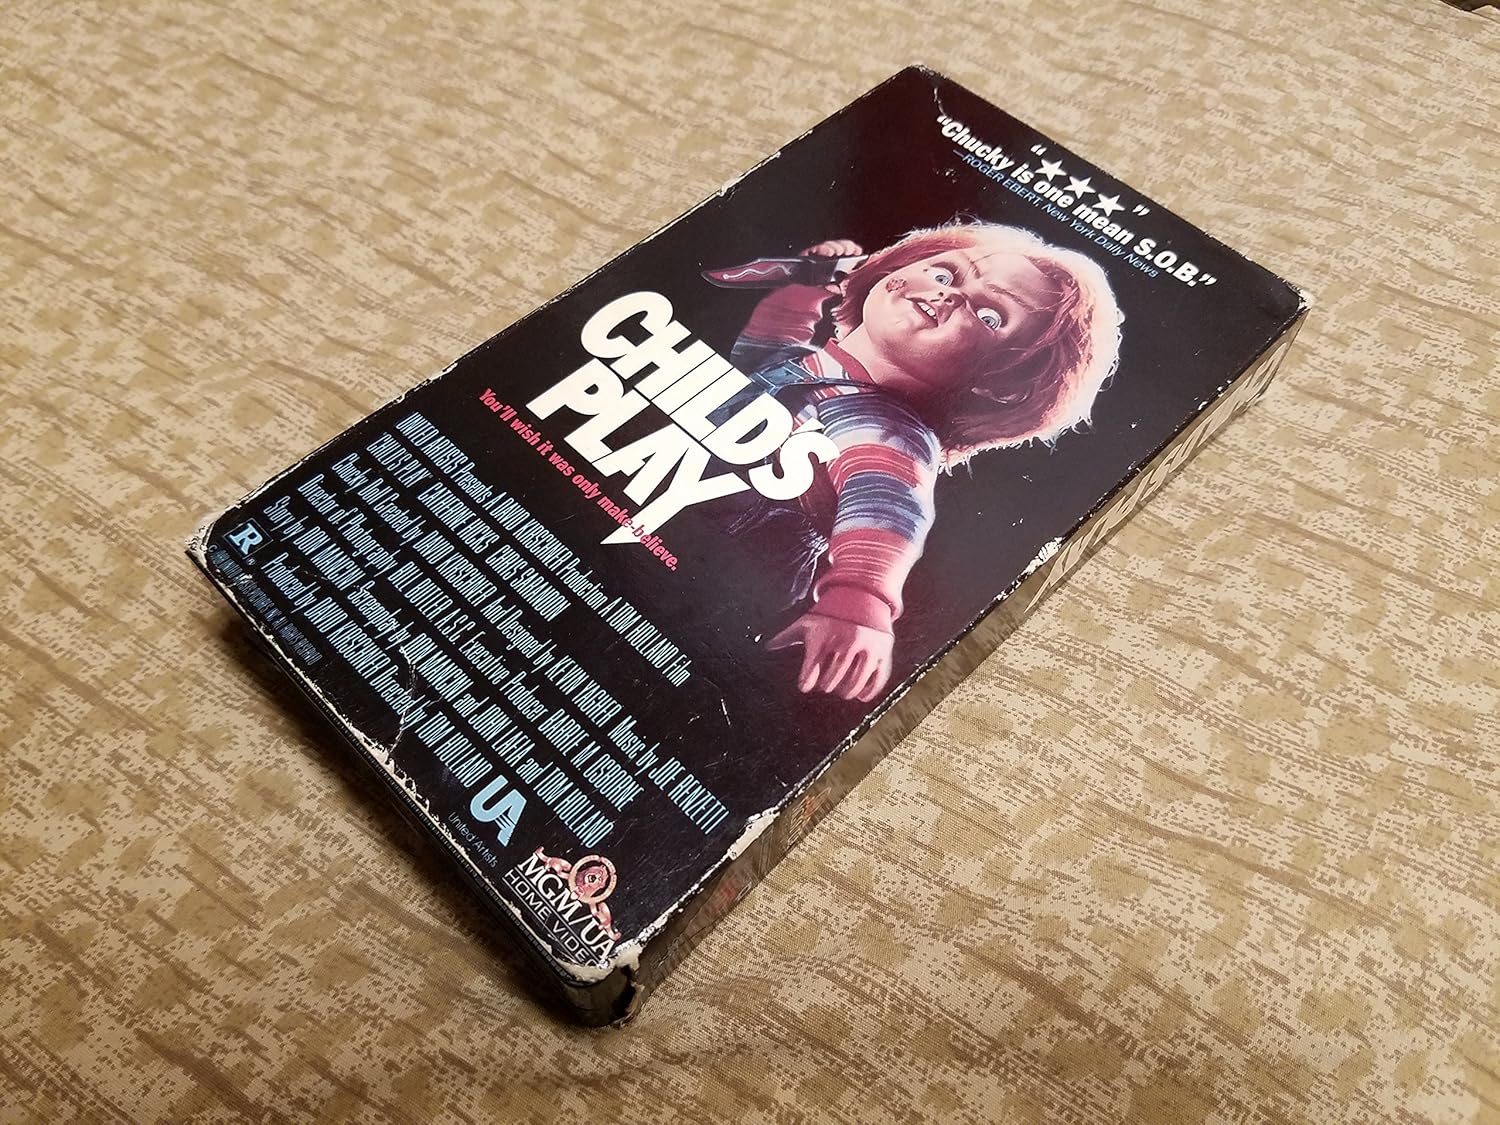 "★★★"
"Chucky is one mean S.O.B."
—ROGER EBERT, New York Daily News
CHILD'S
PLAY
You'll wish it was only make-believe.
UNITED ARTISTS Presents A DAVID KIRSCHNER Production A TOM HOLLAND Film
"CHILD'S PLAY" CATHERINE HICKS CHRIS SARANDON
Chucky Doll Created by DAVID KIRSCHNER And Designed by KEVIN YAGHER Music by JOE RENZETTI
Director of Photography BILL BUTLER A.S.C. Executive Producer BARRIE M. OSBORNE
Story by DON MANCINI Screenplay by DON MANCINI and JOHN LAFIA and TOM HOLLAND
Produced by DAVID KIRSCHNER Directed by TOM HOLLAND
R
UA
United Artists
MGM/UA
HOME VIDEO